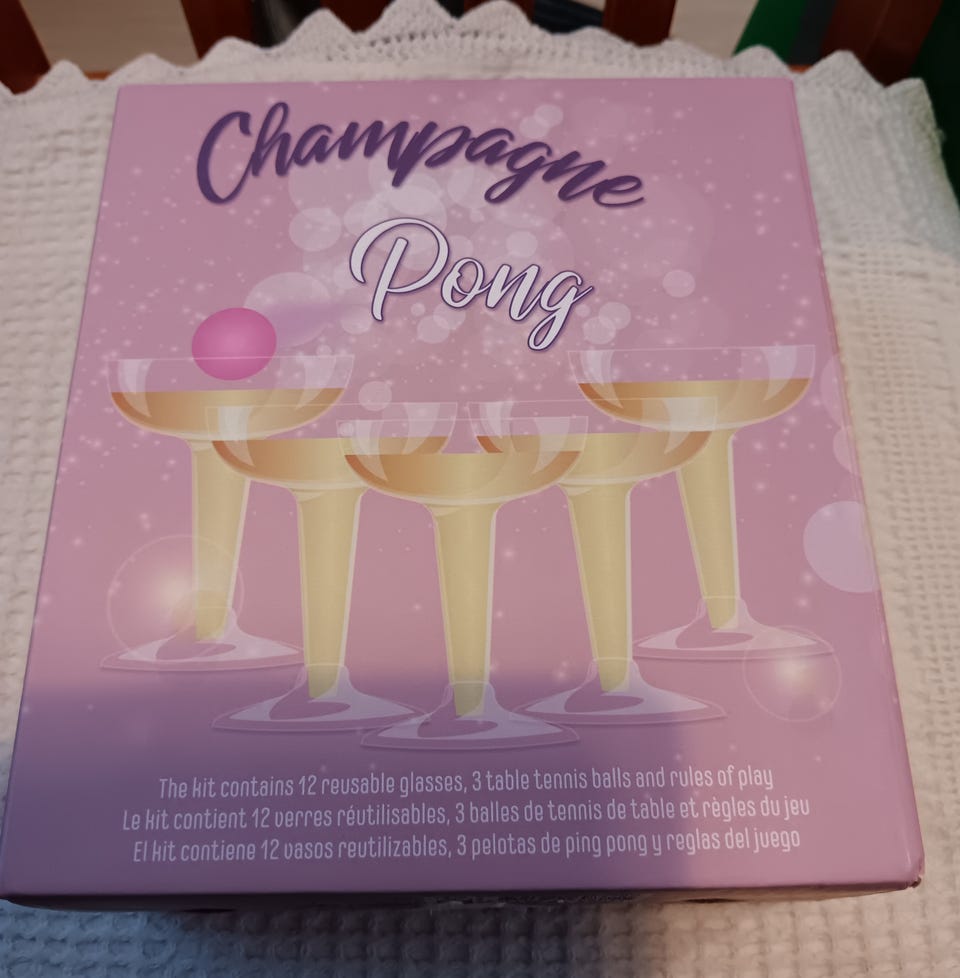 Champagne
Pong
The kit contains 12 reusable glasses, 3 table tennis balls and rules of play
Le kit contient 12 verres réutilisables, 3 balles de tennis de table et règles du jeu
El kit contiene 12 vasos reutilizables, 3 pelotas de ping pong y reglas del juego